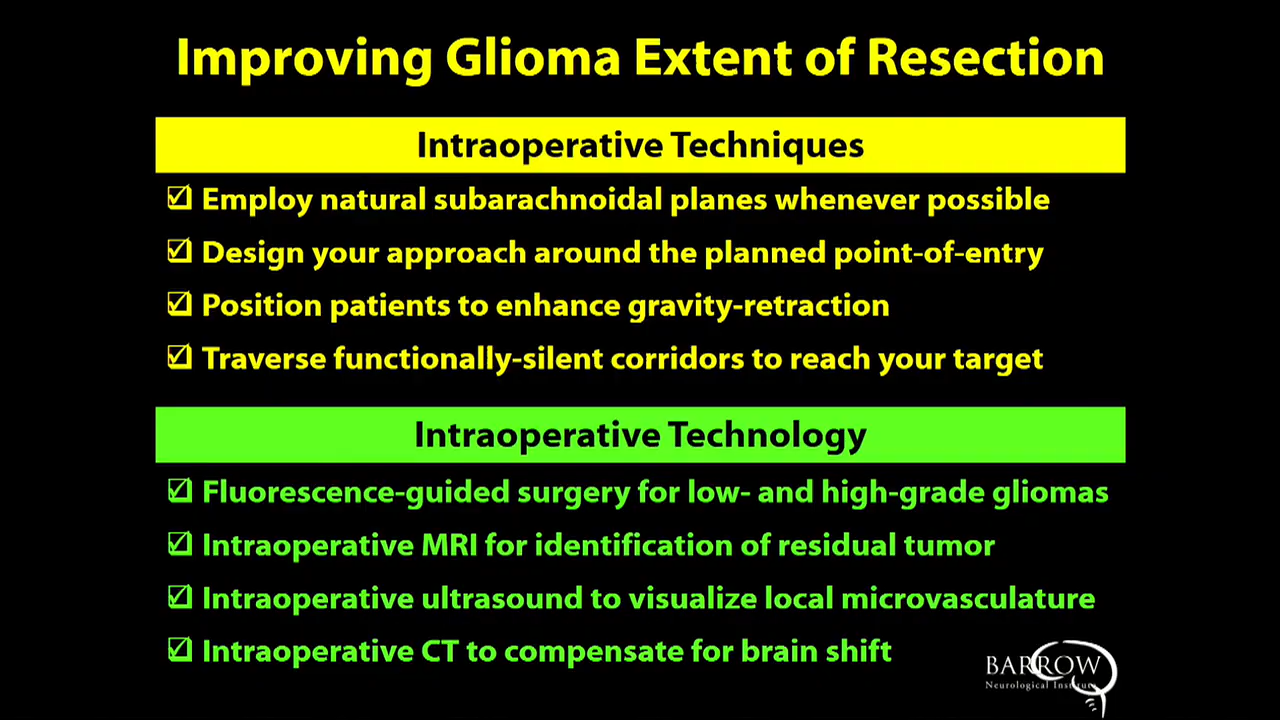 Improving Glioma Extent of Resection
Intraoperative Techniques
☑ Employ natural subarachnoidal planes whenever possible
☑ Design your approach around the planned point-of-entry
☑ Position patients to enhance gravity-retraction
☑ Traverse functionally-silent corridors to reach your target
Intraoperative Technology
☑ Fluorescence-guided surgery for low- and high-grade gliomas
☑ Intraoperative MRI for identification of residual tumor
☑ Intraoperative ultrasound to visualize local microvasculature
☑ Intraoperative CT to compensate for brain shift
BARROW
Neurological Institute